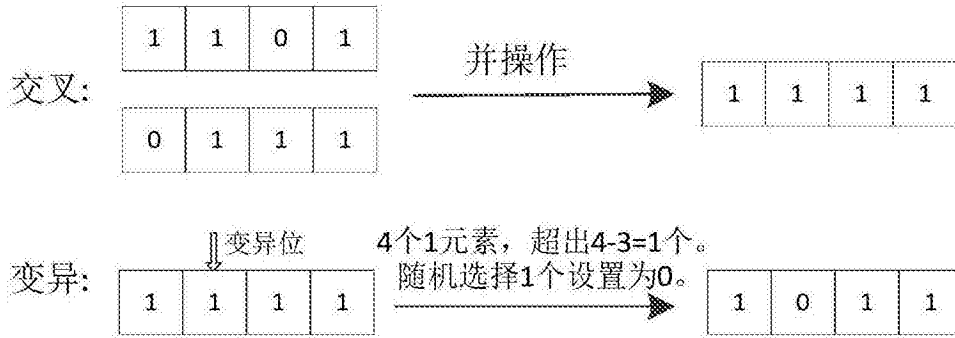 1 1 0 1
交叉:
并操作
1 1 1 1
0 1 1 1
变异位
4个1元素，超出4-3=1个。
变异:
随机选择1个设置为0。
1 1 1 1
1 0 1 1